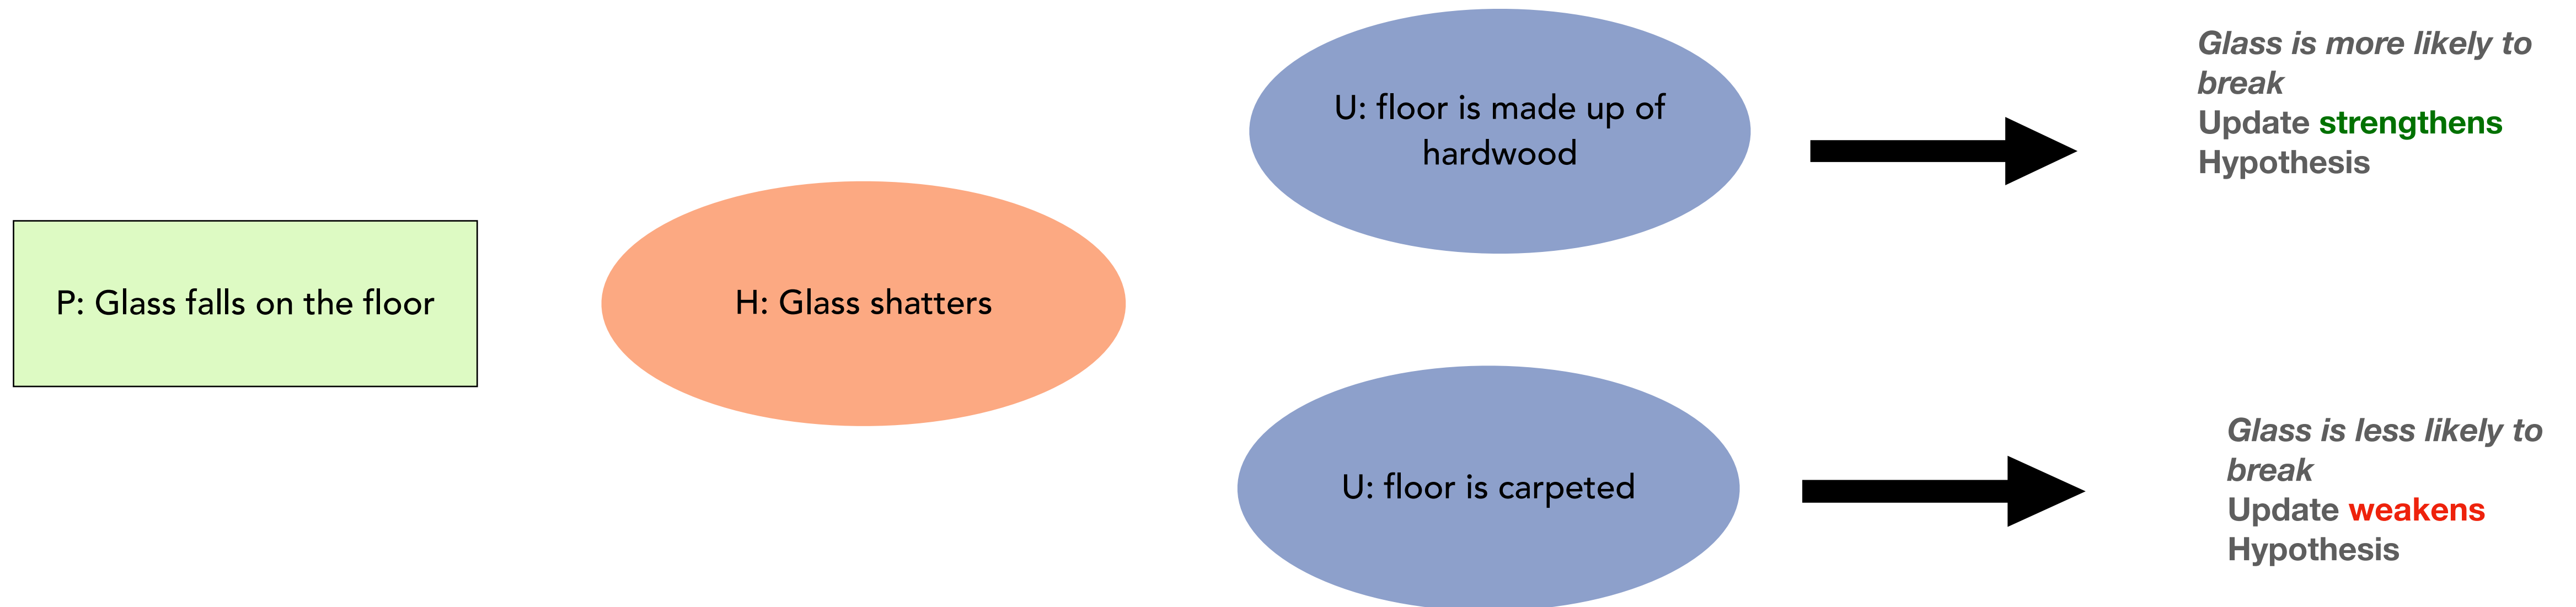 P: Glass falls on the floor
H: Glass shatters
U: floor is made up of
hardwood
Glass is more likely to
break
Update strengthens
Hypothesis
U: floor is carpeted
Glass is less likely to
break
Update weakens
Hypothesis